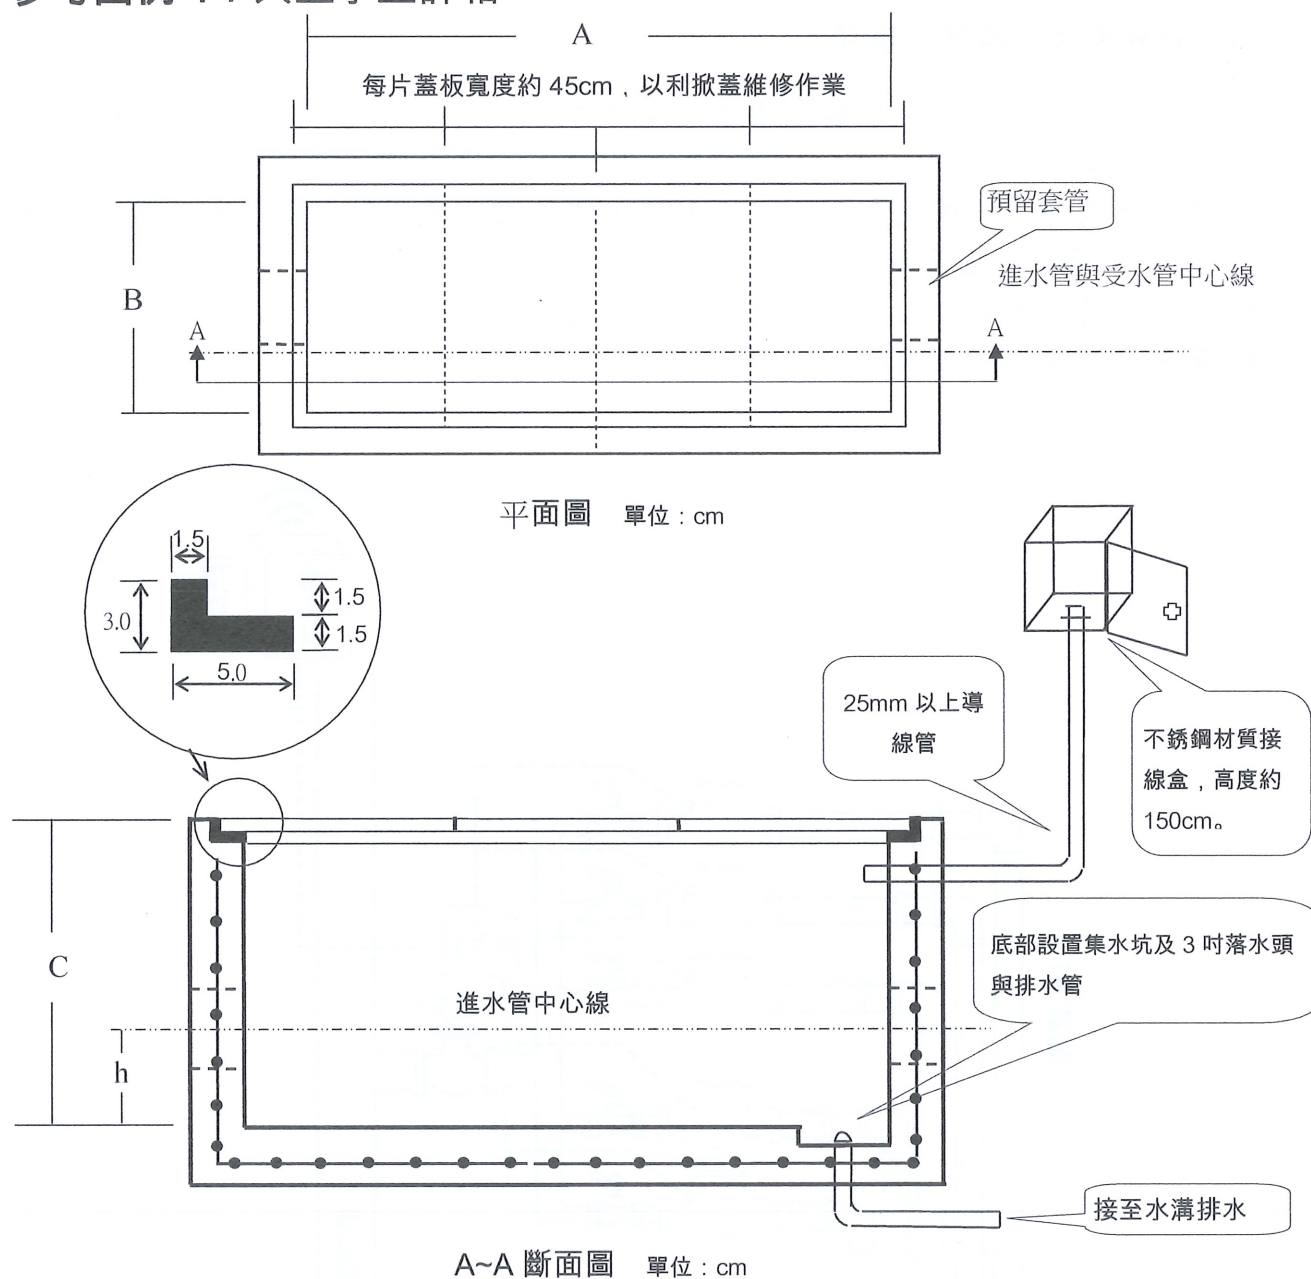 A
每片蓋板寬度約 45cm，以利掀蓋維修作業
預留套管
進水管與受水管中心線
B
A
A
平面圖 單位：cm
1.5
3.0
1.5
1.5
5.0
25mm 以上導
線管
不銹鋼材質接
線盒，高度約
150cm。
底部設置集水坑及 3 吋落水頭
與排水管
C
進水管中心線
h
接至水溝排水
A~A 斷面圖 單位：cm